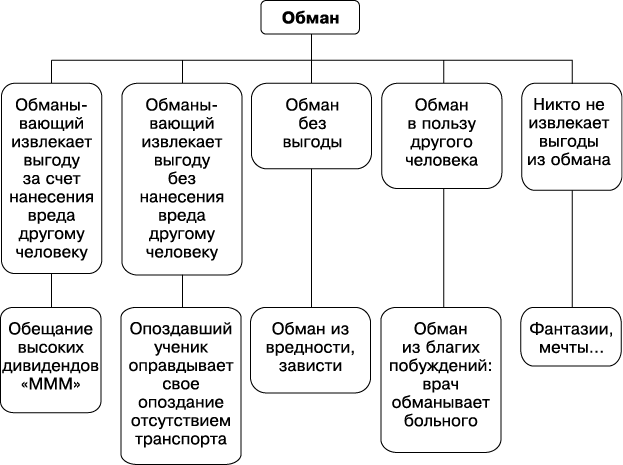 Обман
Обманы-
вающий
извлекает
выгоду
за счет
нанесения
вреда
другому
человеку
Обманы-
вающий
извлекает
выгоду
без
нанесения
вреда
другому
человеку
Обман
без
выгоды
Обман
в пользу
другого
человека
Никто не
извлекает
выгоды
из обмана
Обещание
высоких
дивидендов
«МММ»
Опоздавший
ученик
оправдывает
свое
опоздание
отсутствием
транспорта
Обман из
вредности,
зависти
Обман
из благих
побуждений:
врач
обманывает
больного
Фантазии,
мечты...